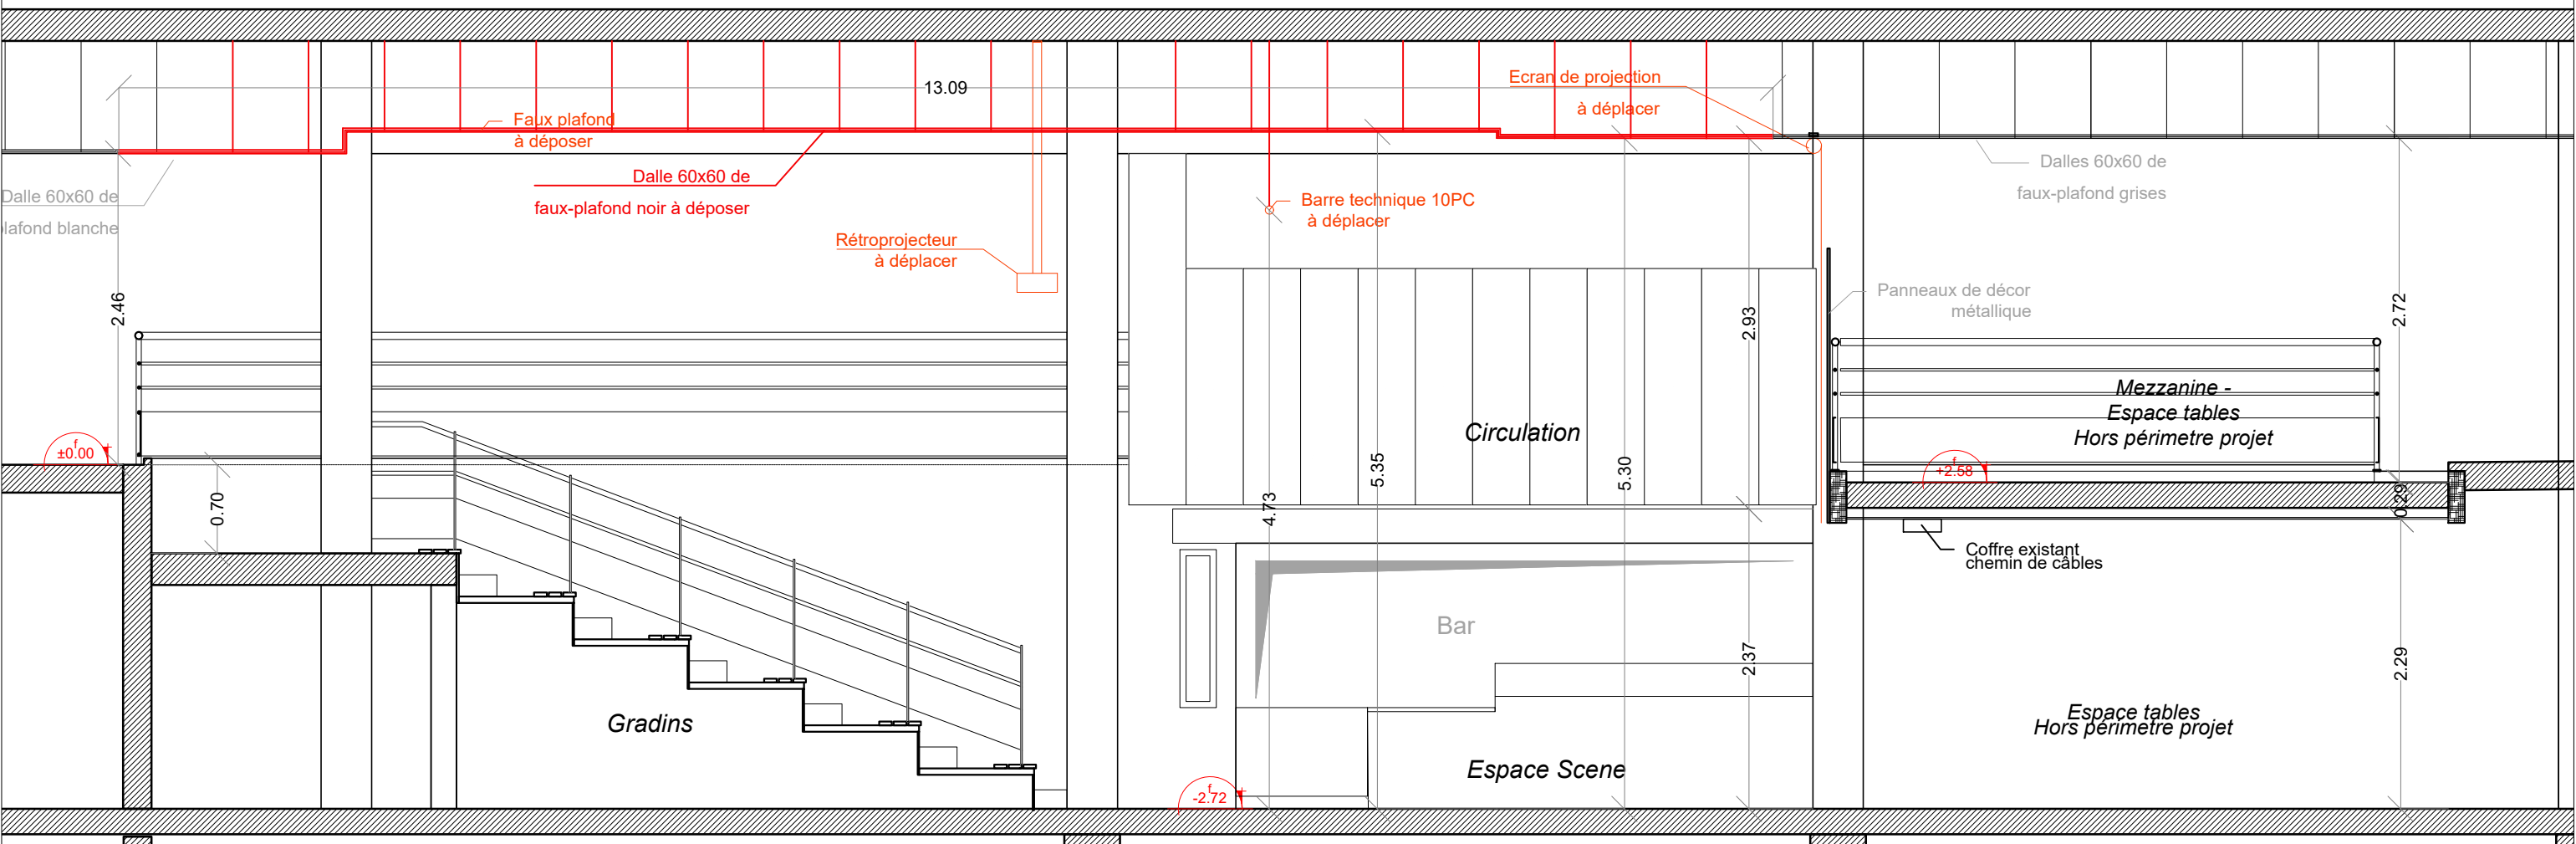 13.09
Ecran de projection
à déplacer
Faux plafond
à déposer
Dalle 60x60 de
faux-plafond noir à déposer
Dalle 60x60 de
lafond blanche
Dalles 60x60 de
faux-plafond grises
Barre technique 10PC
à déplacer
Rétroprojecteur
à déplacer
Panneaux de décor
métallique
2.46
2.93
2.72
Mezzanine -
Espace tables
Hors périmetre projet
Circulation
f
±0.00
f
+2.58
0.70
4.73
5.35
5.30
0.29
Coffre existant
chemin de câbles
Bar
2.37
2.29
Gradins
Espace tables
Hors périmetre projet
Espace Scene
f
-2.72